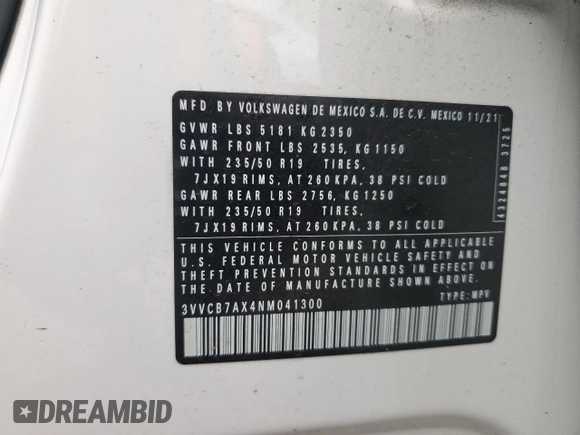 MFD BY VOLKSWAGEN DE MEXICO S.A. DE C.V. MEXICO 11/21
GVWR LBS 5181 KG 2350
GAWR FRONT LBS 2535, KG 1150
WITH 235/50 R19 TIRES,
7JX19 RIMS, AT 260 KPA, 38 PSI COLD
GAWR REAR LBS 2756, KG 1250
WITH 235/50 R19 TIRES,
7JX19 RIMS, AT 260 KPA, 38 PSI COLD
THIS VEHICLE CONFORMS TO ALL APPLICABLE
U.S. FEDERAL MOTOR VEHICLE SAFETY AND
THEFT PREVENTION STANDARDS IN EFFECT ON
THE DATE OF MANUFACTURE SHOWN ABOVE
3VVCB7AX4NM041300 TYPE: MPV
4324804B 3725
DREAMBID